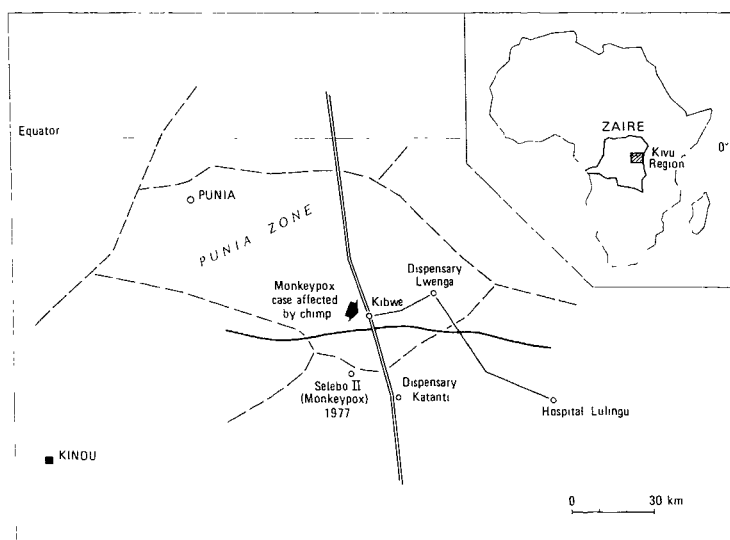 Equator
ZAIRE
0°
Kivu
Region
PUNIA
PUNIA ZONE
Dispensary
Lwenga
Monkeypox
case affected
by chimp
Kibwe
Selebo II
(Monkeypox)
1977
Dispensary
Katanti
Hospital Lulingu
KINOU
0 30 km